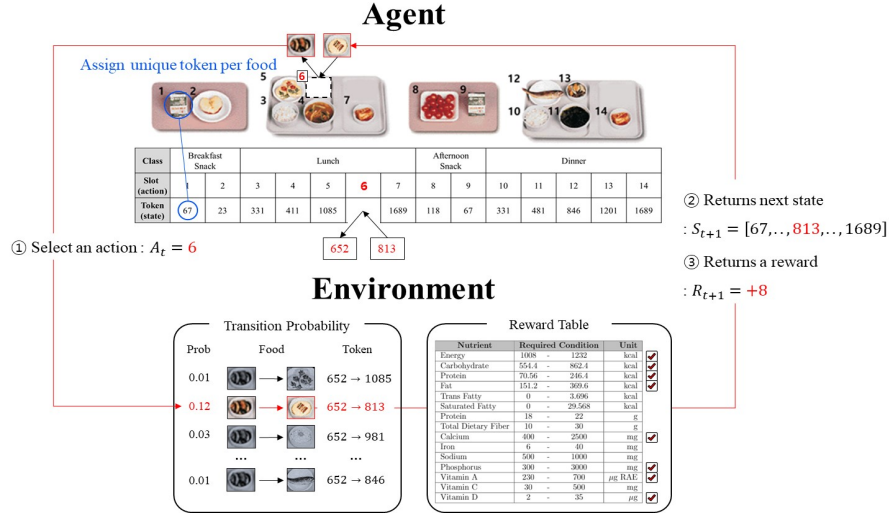 Agent
Assign unique token per food
1 2
5 6
3 4 7
8 9
12 13
10 11 14
Class Breakfast Snack Lunch Afternoon Snack Dinner
Slot (action) 1 2 3 4 5 6 7 8 9 10 11 12 13 14
Token (state) 67 23 331 411 1085 1689 118 67 331 481 846 1201 1689
652 813
① Select an action : A_t = 6
② Returns next state
: S_{t+1} = [67,..,813,..,1689]
③ Returns a reward
: R_{t+1} = +8
Environment
Transition Probability
Prob Food Token
0.01 652 → 1085
0.12 652 → 813
0.03 652 → 981
... ... ...
0.01 652 → 846
Reward Table
Nutrient Required Condition Unit
Energy 1008 - 1232 kcal
Carbohydrate 554.4 - 862.4 kcal
Protein 70.56 - 246.4 kcal
Fat 151.2 - 369.6 kcal
Trans Fatty 0 - 3.696 kcal
Saturated Fatty 0 - 29.568 kcal
Protein 18 - 22 g
Total Dietary Fiber 10 - 30 g
Calcium 400 - 2500 mg
Iron 6 - 40 mg
Sodium 500 - 1000 mg
Phosphorus 300 - 3000 mg
Vitamin A 230 - 700 μg RAE
Vitamin C 30 - 500 mg
Vitamin D 2 - 35 μg